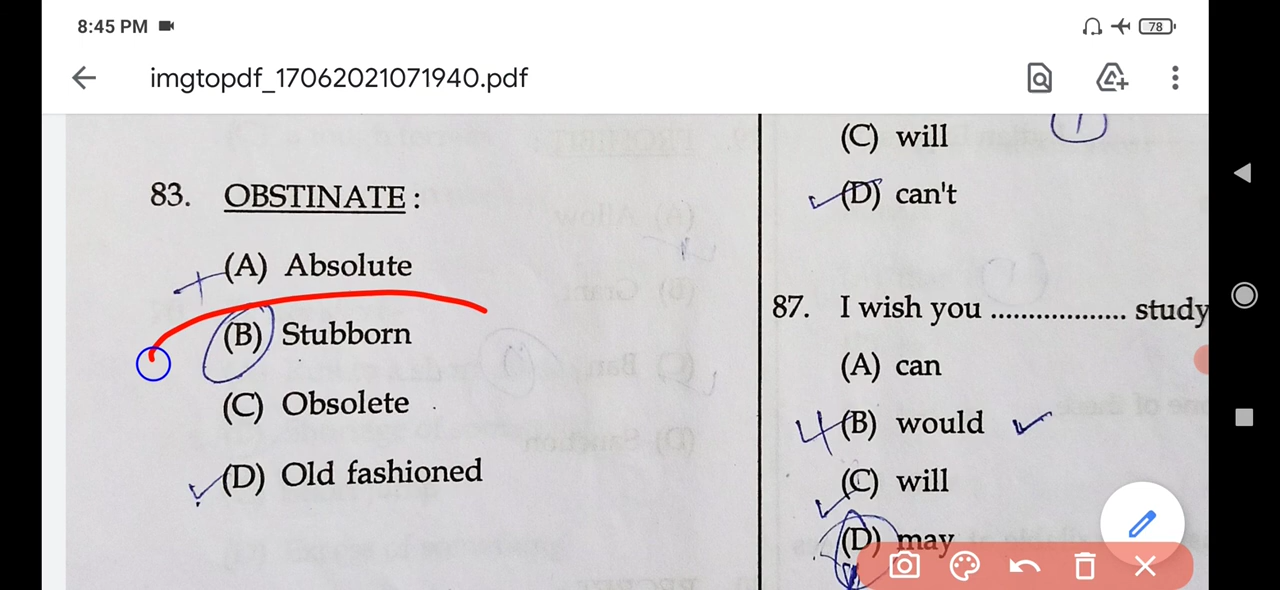 8:45 PM
78
imgtopdf_17062021071940.pdf
83. OBSTINATE :
(A) Absolute
(B) Stubborn
(C) Obsolete
(D) Old fashioned
(C) will
(D) can't
87. I wish you .................. study
(A) can
(B) would
(C) will
(D) may